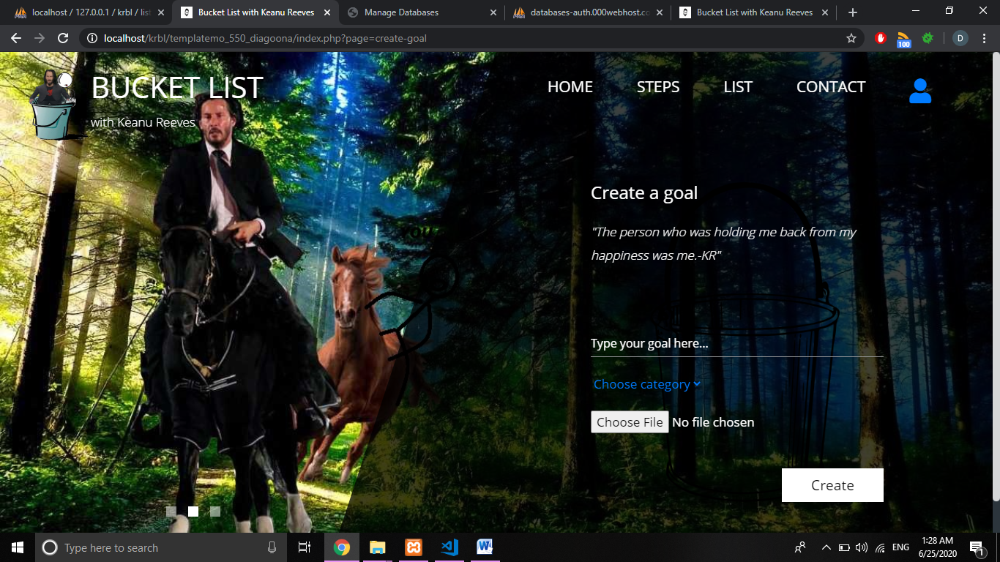 localhost / 127.0.0.1 / krbl / list
Bucket List with Keanu Reeves
Manage Databases
databases-auth.000webhost.co
Bucket List with Keanu Reeves
localhost/krbl/templatemo_550_diagoona/index.php?page=create-goal
100
D
BUCKET LIST
with Keanu Reeves
HOME
STEPS
LIST
CONTACT
Create a goal
"The person who was holding me back from my
happiness was me.-KR"
Type your goal here...
Choose category
Choose File
No file chosen
Create
Type here to search
ENG
1:28 AM
6/25/2020
1